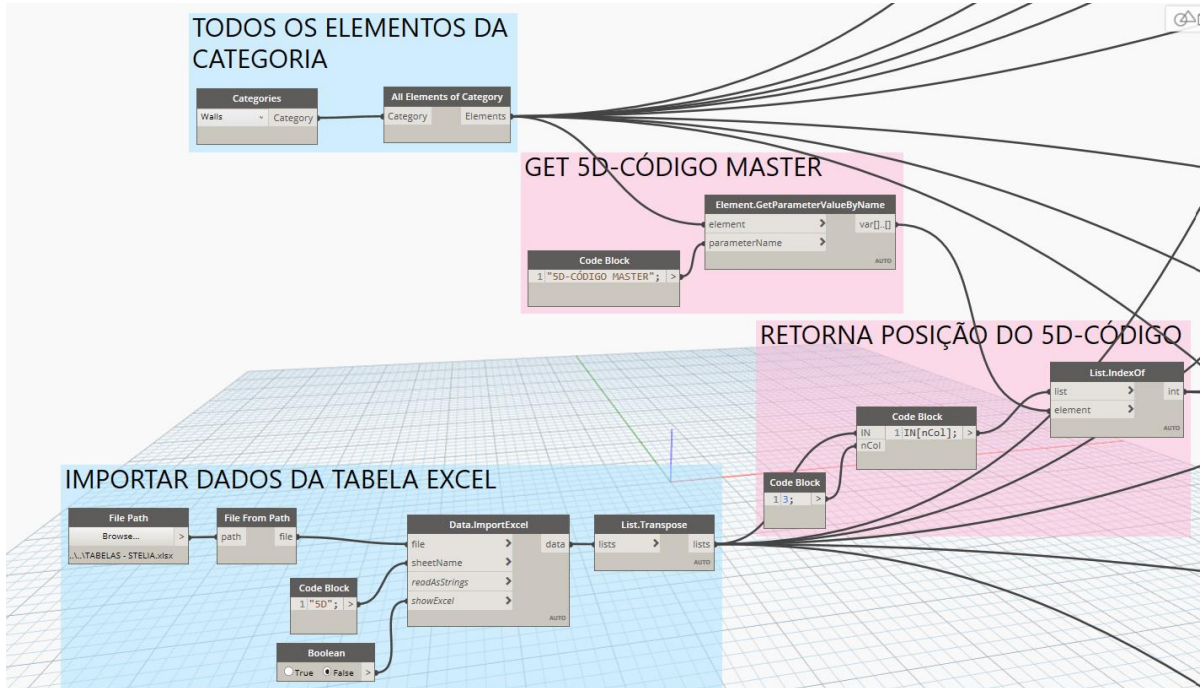 TODOS OS ELEMENTOS DA
CATEGORIA
Categories
Walls
Category
All Elements of Category
Category
Elements
GET 5D-CÓDIGO MASTER
Element.GetParameterValueByName
element >
var[]..[]
parameterName >
AUTO
Code Block
1 "5D-CÓDIGO MASTER"; >
RETORNA POSIÇÃO DO 5D-CÓDIGO
List.IndexOf
list >
int
element >
AUTO
Code Block
IN
1 IN[nCol]; >
nCol
Code Block
1 3; >
IMPORTAR DADOS DA TABELA EXCEL
File Path
Browse... >
..\..\TABELAS - STELIA.xlsx
File From Path
path
file
Data.ImportExcel
file >
data
sheetName >
readAsStrings >
showExcel >
AUTO
List.Transpose
lists >
lists
AUTO
Code Block
1 "5D"; >
Boolean
True False >